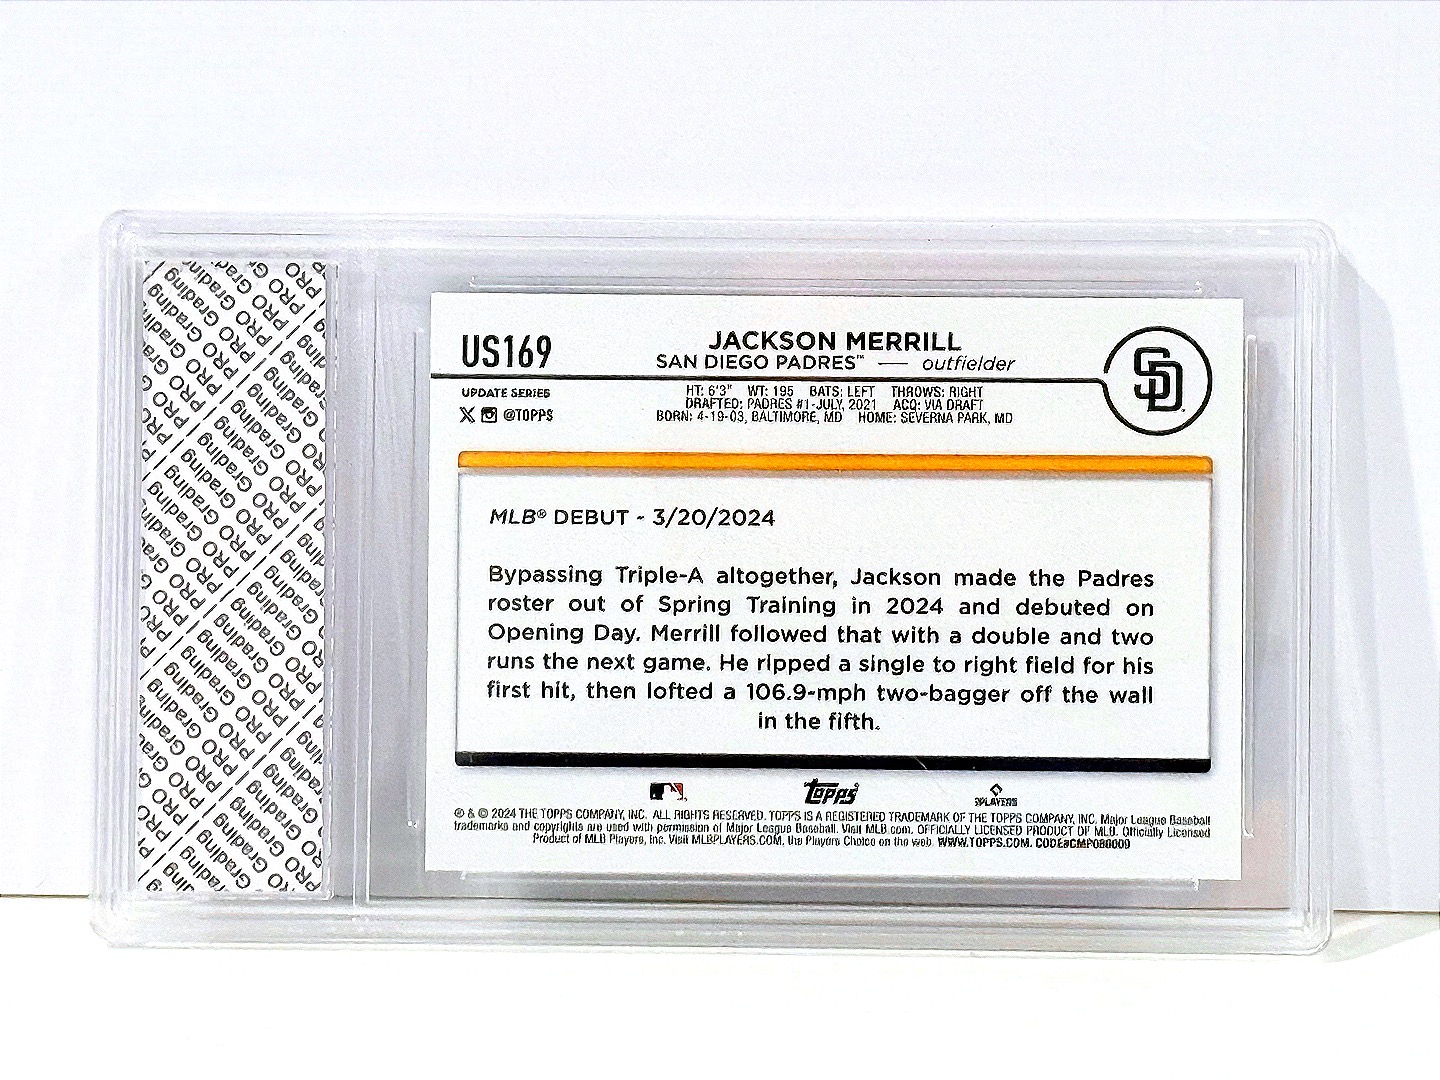 US169
JACKSON MERRILL
SAN DIEGO PADRES™ — outfielder
SD
UPDATE SERIES
@TOPPS
HT: 6'3" WT: 195 BATS: LEFT THROWS: RIGHT
DRAFTED: PADRES #1-JULY, 2021 ACQ: VIA DRAFT
BORN: 4-19-03, BALTIMORE, MD HOME: SEVERNA PARK, MD
MLB® DEBUT - 3/20/2024
Bypassing Triple-A altogether, Jackson made the Padres
roster out of Spring Training in 2024 and debuted on
Opening Day. Merrill followed that with a double and two
runs the next game. He ripped a single to right field for his
first hit, then lofted a 106.9-mph two-bagger off the wall
in the fifth.
Topps
PLAYERS
® & © 2024 THE TOPPS COMPANY, INC. ALL RIGHTS RESERVED. TOPPS IS A REGISTERED TRADEMARK OF THE TOPPS COMPANY, INC. Major League Baseball
trademarks and copyrights are used with permission of Major League Baseball. Visit MLB.com. OFFICIALLY LICENSED PRODUCT OF MLB. Officially Licensed
Product of MLB Players, Inc. Visit MLBPLAYERS.COM, the Players Choice on the web. WWW.TOPPS.COM.
PRO Grading